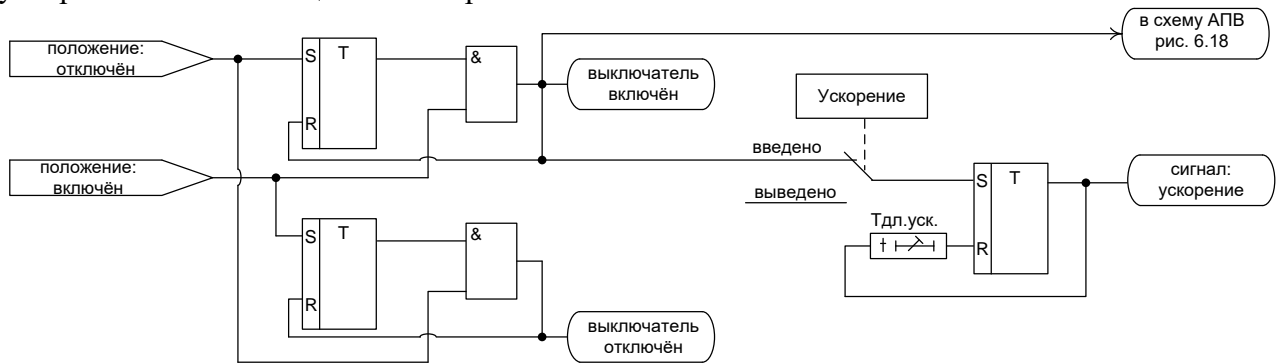 положение:
отключён
S
T
R
&
в схему АПВ
рис. 6.18
выключатель
включён
Ускорение
положение:
включён
введено
выведено
S
T
R
Тдл.уск.
сигнал:
ускорение
S
T
R
&
выключатель
отключён